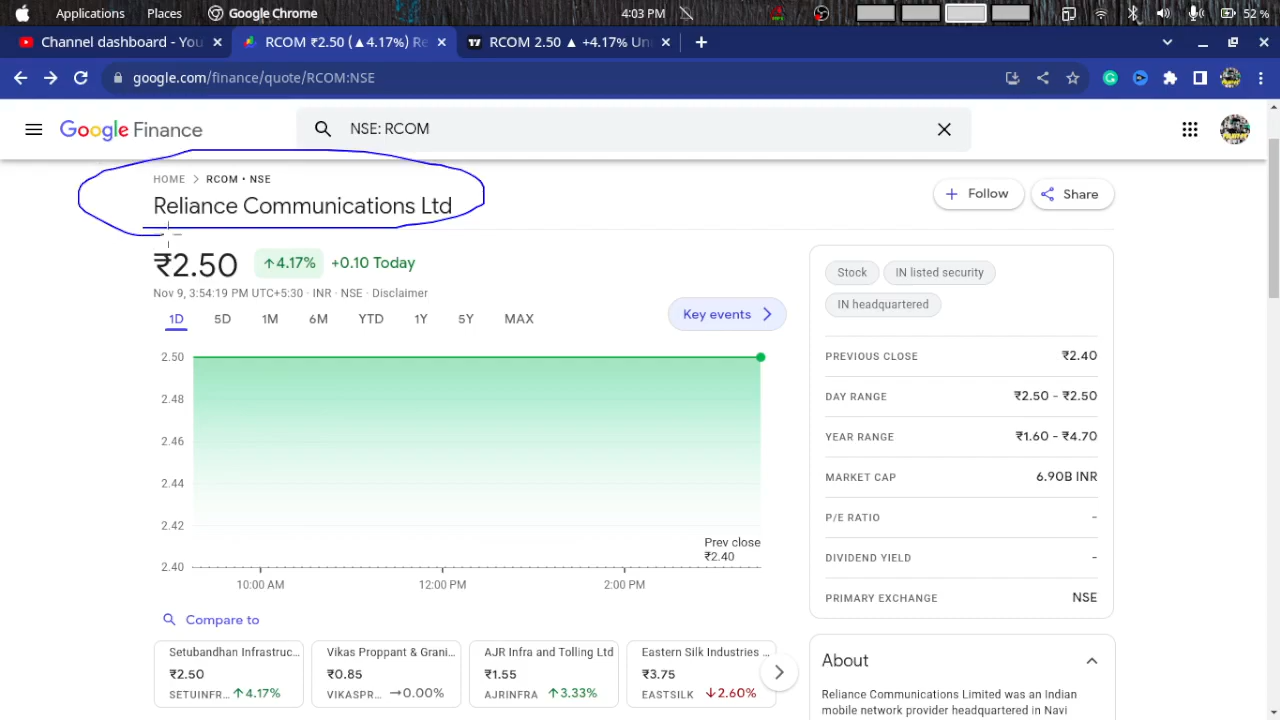 Applications Places Google Chrome 4:03 PM 52 %
Channel dashboard - You RCOM ₹2.50 (▲4.17%) Re RCOM 2.50 ▲ +4.17% Un
google.com/finance/quote/RCOM:NSE
Google Finance NSE: RCOM
HOME > RCOM • NSE
Reliance Communications Ltd
Follow Share
₹2.50 ↑4.17% +0.10 Today
Nov 9, 3:54:19 PM UTC+5:30 · INR · NSE · Disclaimer
1D 5D 1M 6M YTD 1Y 5Y MAX
Key events
2.50
2.48
2.46
2.44
2.42
2.40
Prev close
₹2.40
10:00 AM 12:00 PM 2:00 PM
Compare to
Setubandhan Infrastruc...
₹2.50
SETUINFR... ↑4.17%
Vikas Proppant & Grani...
₹0.85
VIKASPR... →0.00%
AJR Infra and Tolling Ltd
₹1.55
AJRINFRA ↑3.33%
Eastern Silk Industries ...
₹3.75
EASTSILK ↓2.60%
Stock IN listed security
IN headquartered
PREVIOUS CLOSE ₹2.40
DAY RANGE ₹2.50 - ₹2.50
YEAR RANGE ₹1.60 - ₹4.70
MARKET CAP 6.90B INR
P/E RATIO -
DIVIDEND YIELD -
PRIMARY EXCHANGE NSE
About
Reliance Communications Limited was an Indian
mobile network provider headquartered in Navi